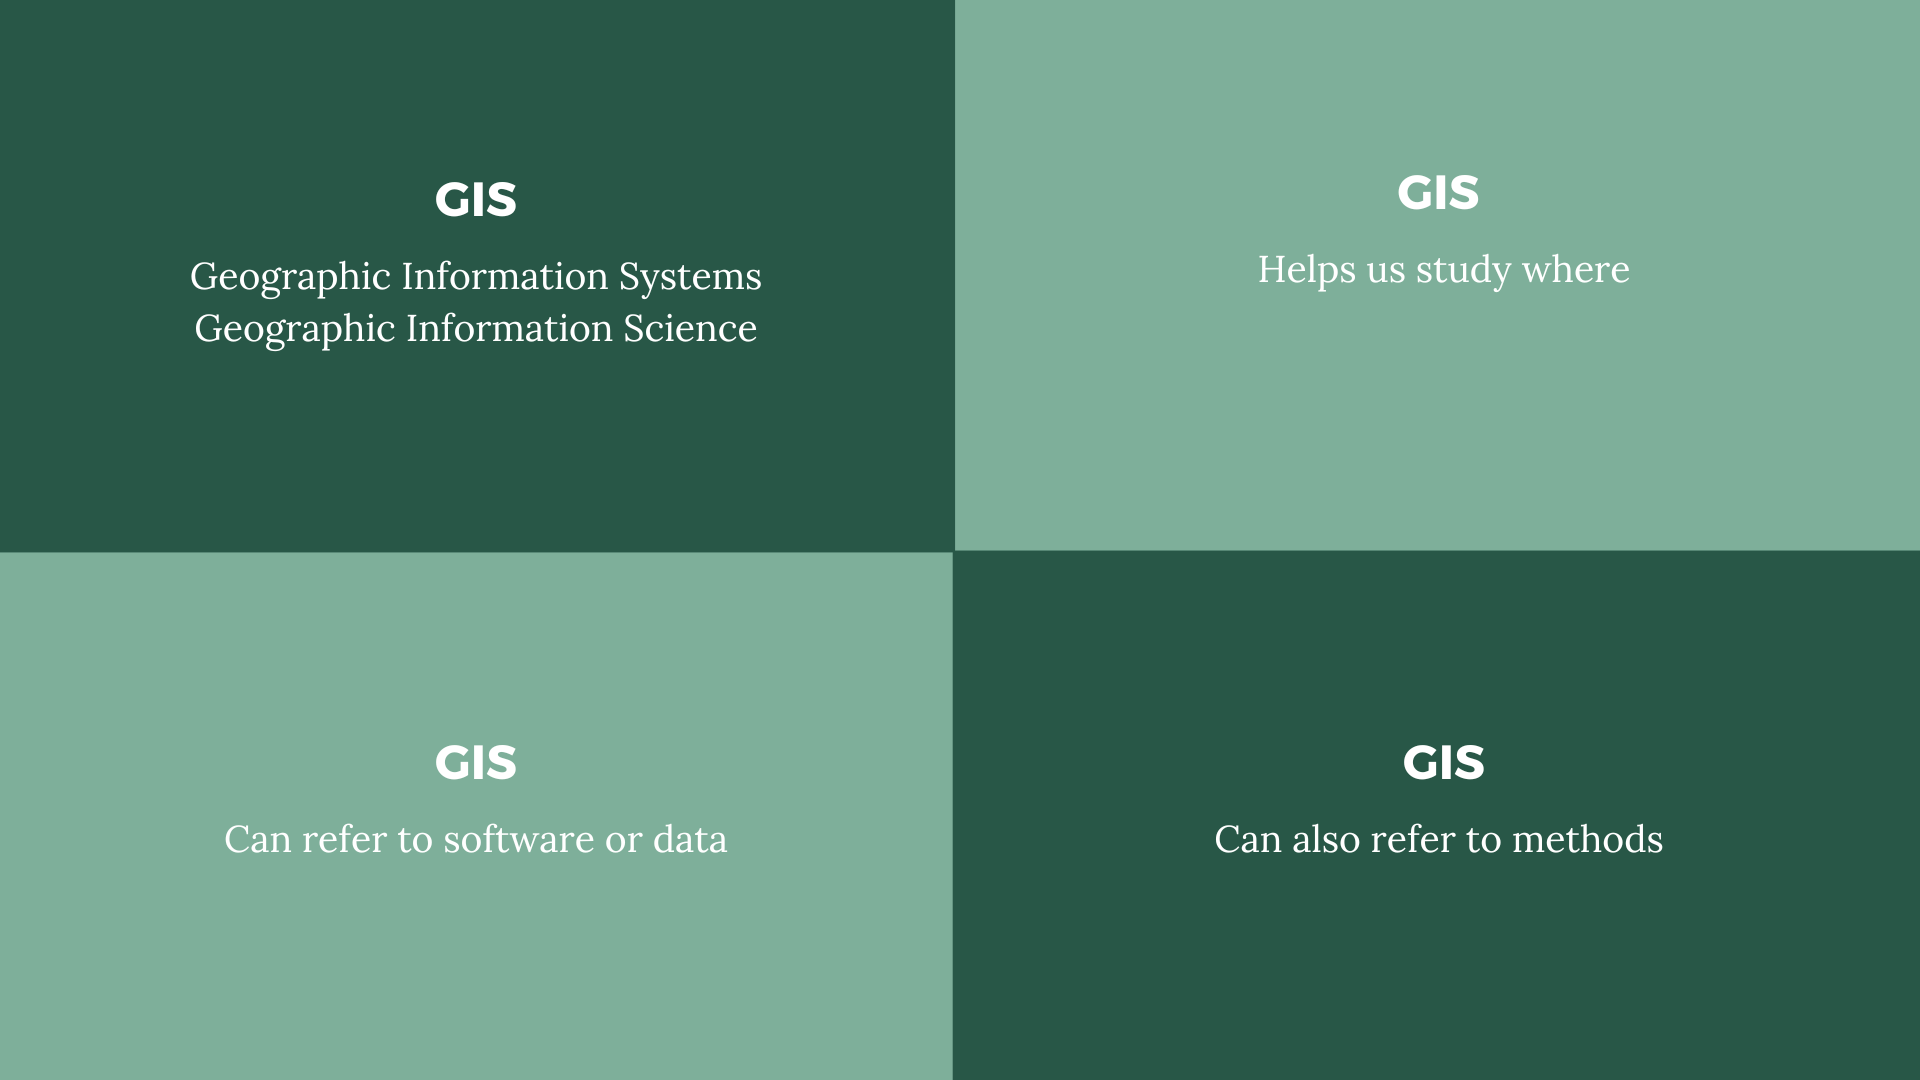 GIS
Geographic Information Systems
Geographic Information Science
GIS
Helps us study where
GIS
Can refer to software or data
GIS
Can also refer to methods